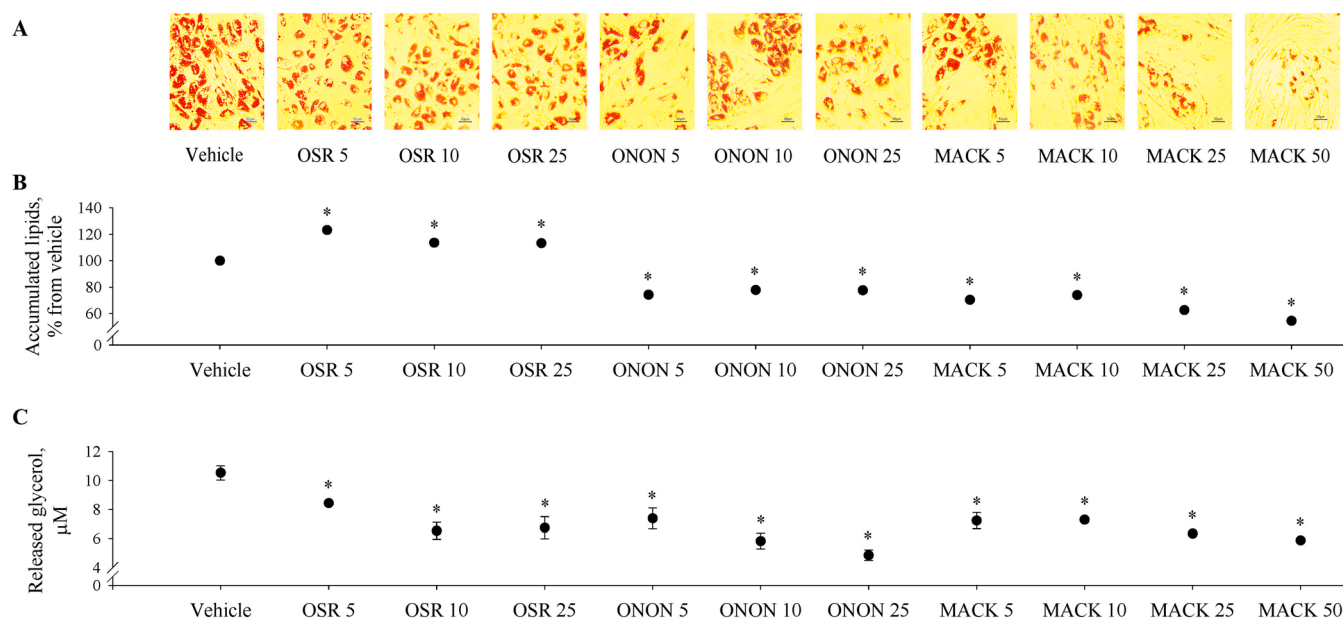 A
Vehicle OSR 5 OSR 10 OSR 25 ONON 5 ONON 10 ONON 25 MACK 5 MACK 10 MACK 25 MACK 50
B
Accumulated lipids,
% from vehicle
140
120
100
80
60
0
* * * * * * * * * *
Vehicle OSR 5 OSR 10 OSR 25 ONON 5 ONON 10 ONON 25 MACK 5 MACK 10 MACK 25 MACK 50
C
Released glycerol,
µM
12
10
8
6
4
0
* * * * * * * * * *
Vehicle OSR 5 OSR 10 OSR 25 ONON 5 ONON 10 ONON 25 MACK 5 MACK 10 MACK 25 MACK 50